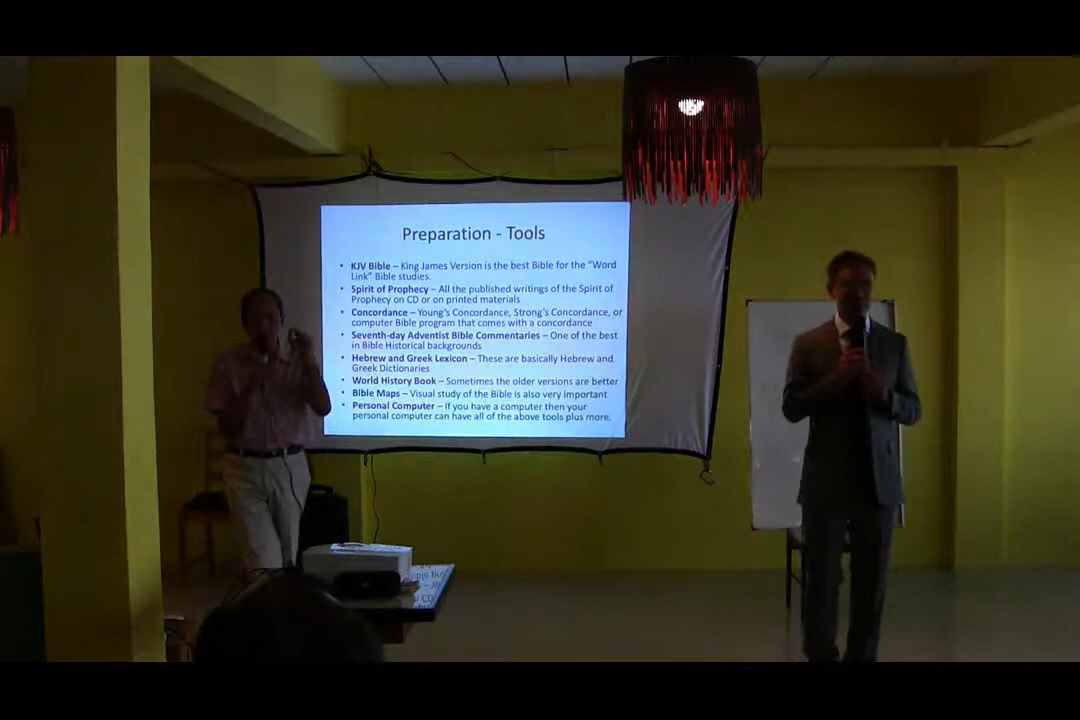 Preparation - Tools
• KJV Bible – King James Version is the best Bible for the "Word
Link" Bible studies.
• Spirit of Prophecy – All the published writings of the Spirit of
Prophecy on CD or on printed materials
• Concordance – Young's Concordance, Strong's Concordance, or
computer Bible program that comes with a concordance
• Seventh-day Adventist Bible Commentaries – One of the best
in Bible Historical backgrounds
• Hebrew and Greek Lexicon – These are basically Hebrew and
Greek Dictionaries
• World History Book – Sometimes the older versions are better
• Bible Maps – Visual study of the Bible is also very important
• Personal Computer – If you have a computer then your
personal computer can have all of the above tools plus more.